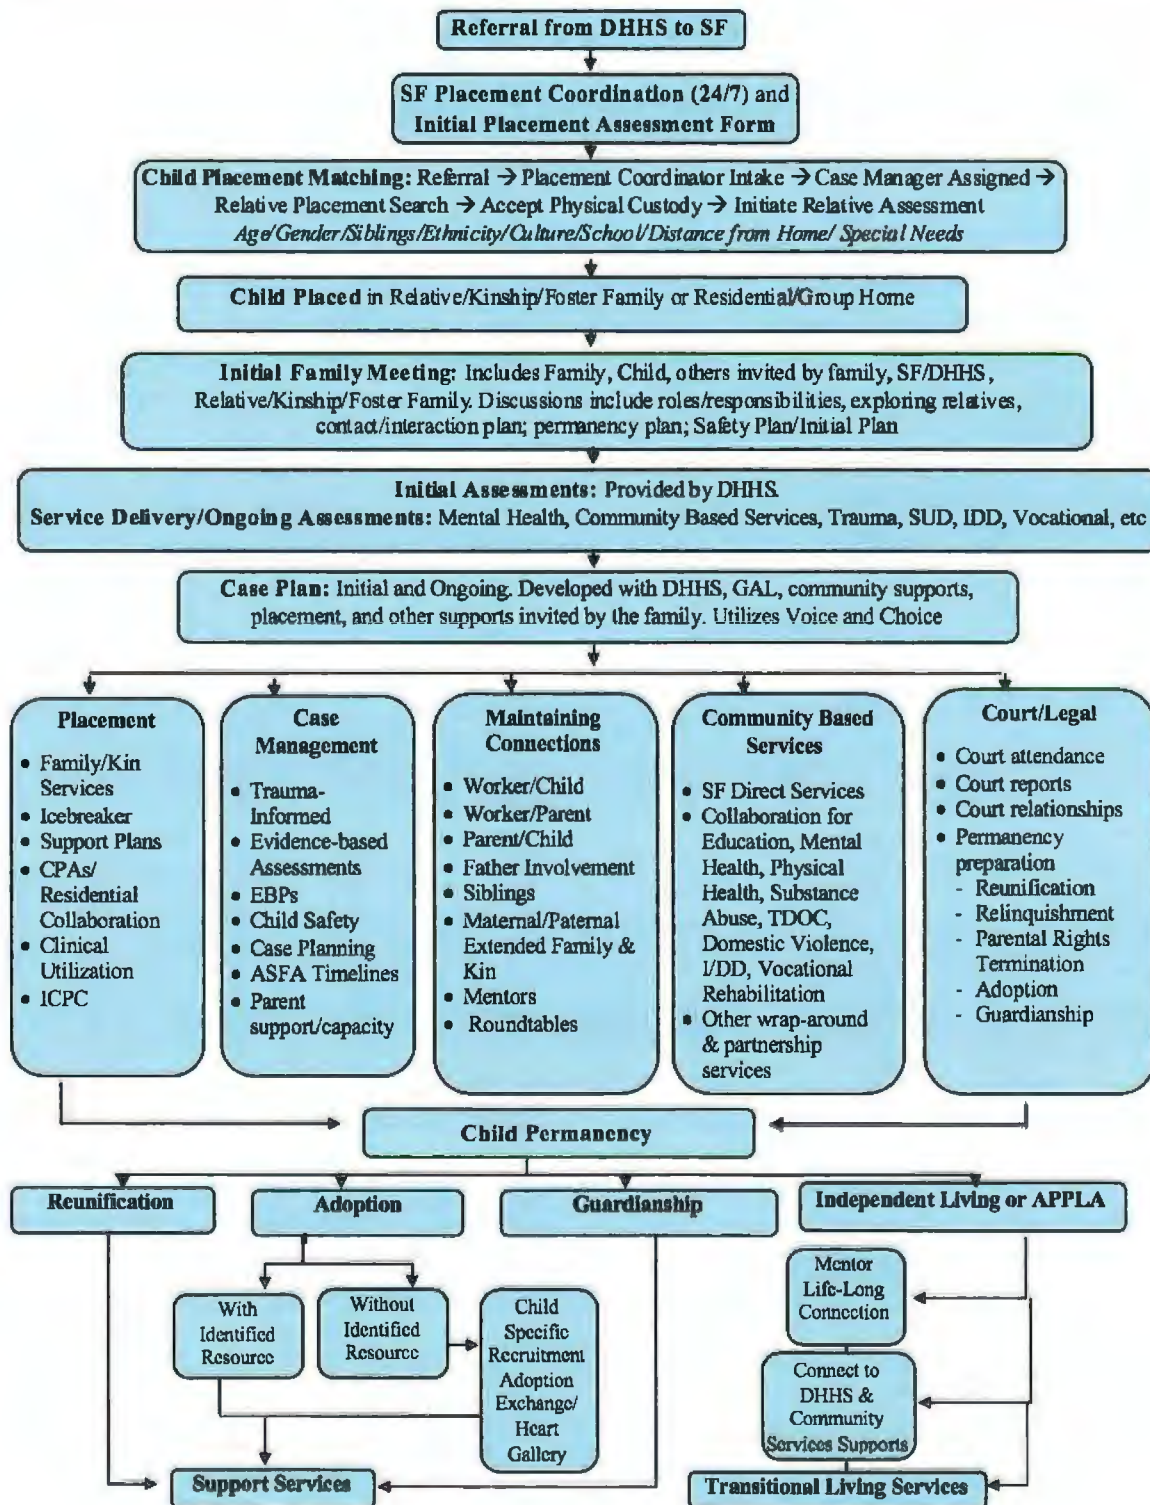 Referral from DHHS to SF
SF Placement Coordination (24/7) and
Initial Placement Assessment Form
Child Placement Matching: Referral → Placement Coordinator Intake → Case Manager Assigned →
Relative Placement Search → Accept Physical Custody → Initiate Relative Assessment
Age/Gender/Siblings/Ethnicity/Culture/School/Distance from Home/ Special Needs
Child Placed in Relative/Kinship/Foster Family or Residential/Group Home
Initial Family Meeting: Includes Family, Child, others invited by family, SF/DHHS,
Relative/Kinship/Foster Family. Discussions include roles/responsibilities, exploring relatives,
contact/interaction plan; permanency plan; Safety Plan/Initial Plan
Initial Assessments: Provided by DHHS.
Service Delivery/Ongoing Assessments: Mental Health, Community Based Services, Trauma, SUD, IDD, Vocational, etc
Case Plan: Initial and Ongoing. Developed with DHHS, GAL, community supports,
placement, and other supports invited by the family. Utilizes Voice and Choice
Placement
• Family/Kin
Services
• Icebreaker
• Support Plans
• CPAs/
Residential
Collaboration
• Clinical
Utilization
• ICPC
Case
Management
• Trauma-
Informed
• Evidence-based
Assessments
• EBPs
• Child Safety
• Case Planning
• ASFA Timelines
• Parent
support/capacity
Maintaining
Connections
• Worker/Child
• Worker/Parent
• Parent/Child
• Father Involvement
• Siblings
• Maternal/Paternal
Extended Family &
Kin
• Mentors
• Roundtables
Community Based
Services
• SF Direct Services
• Collaboration for
Education, Mental
Health, Physical
Health, Substance
Abuse, TDOC,
Domestic Violence,
I/DD, Vocational
Rehabilitation
• Other wrap-around
& partnership
services
Court/Legal
• Court attendance
• Court reports
• Court relationships
• Permanency
preparation
- Reunification
- Relinquishment
- Parental Rights
Termination
- Adoption
- Guardianship
Child Permanency
Reunification
Adoption
Guardianship
Independent Living or APPLA
With
Identified
Resource
Without
Identified
Resource
Child
Specific
Recruitment
Adoption
Exchange/
Heart
Gallery
Mentor
Life-Long
Connection
Connect to
DHHS &
Community
Services Supports
Support Services
Transitional Living Services